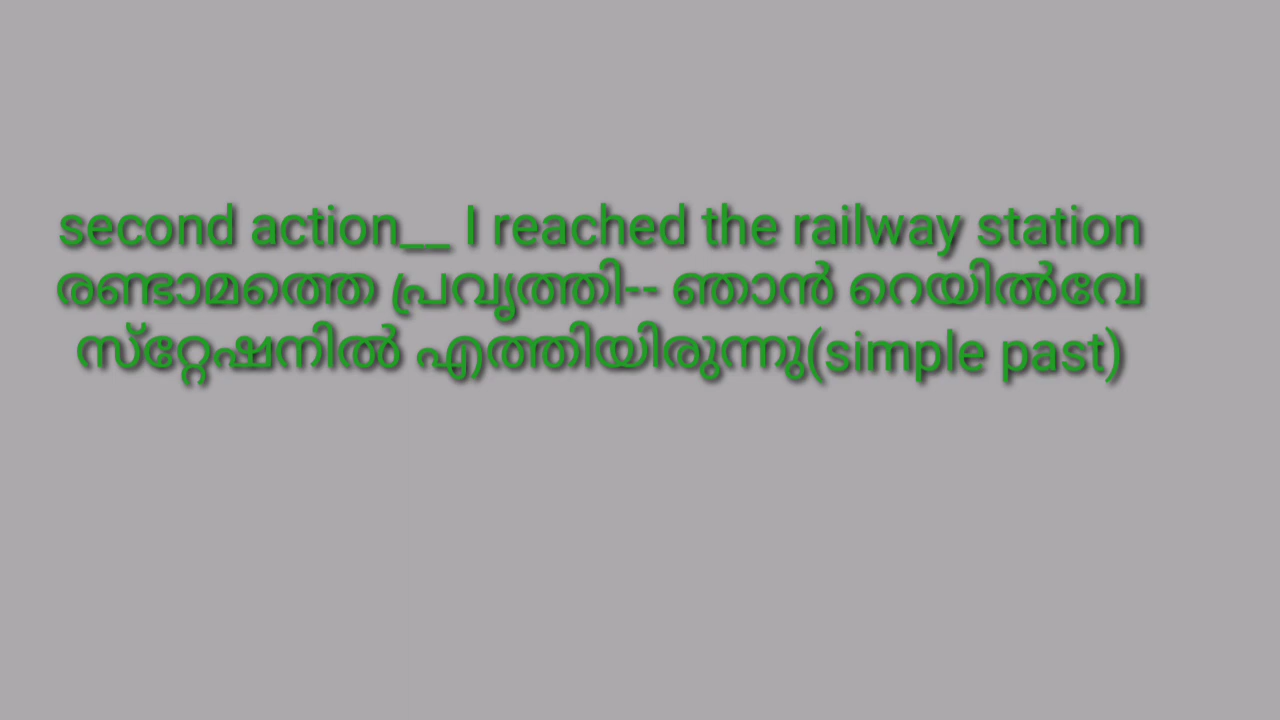 second action__ I reached the railway station
രണ്ടാമത്തെ പ്രവൃത്തി-- ഞാൻ റെയിൽവേ
സ്റ്റേഷനിൽ എത്തിയിരുന്നു(simple past)